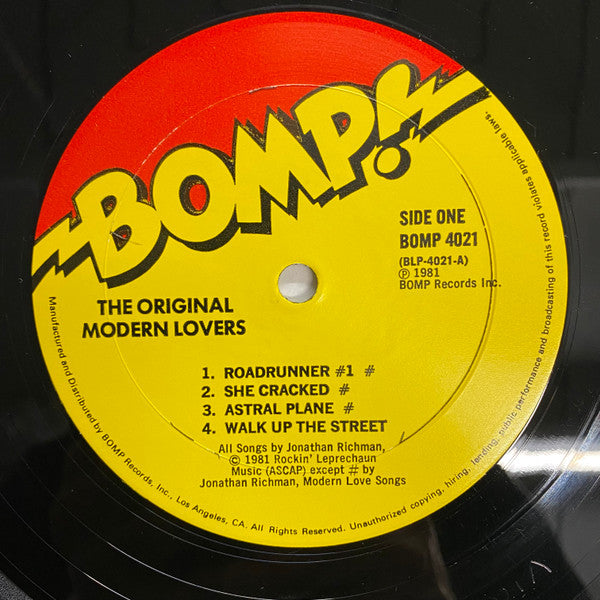 BOMP!
SIDE ONE
BOMP 4021
(BLP-4021-A)
℗ 1981
BOMP Records Inc.
THE ORIGINAL
MODERN LOVERS
1. ROADRUNNER #1 #
2. SHE CRACKED #
3. ASTRAL PLANE #
4. WALK UP THE STREET
All Songs by Jonathan Richman,
© 1981 Rockin' Leprechaun
Music (ASCAP) except # by
Jonathan Richman, Modern Love Songs
Manufactured and Distributed by BOMP Records, Inc., Los Angeles, CA. All Rights Reserved. Unauthorized copying, hiring, lending, public performance and broadcasting of this record violates applicable laws.